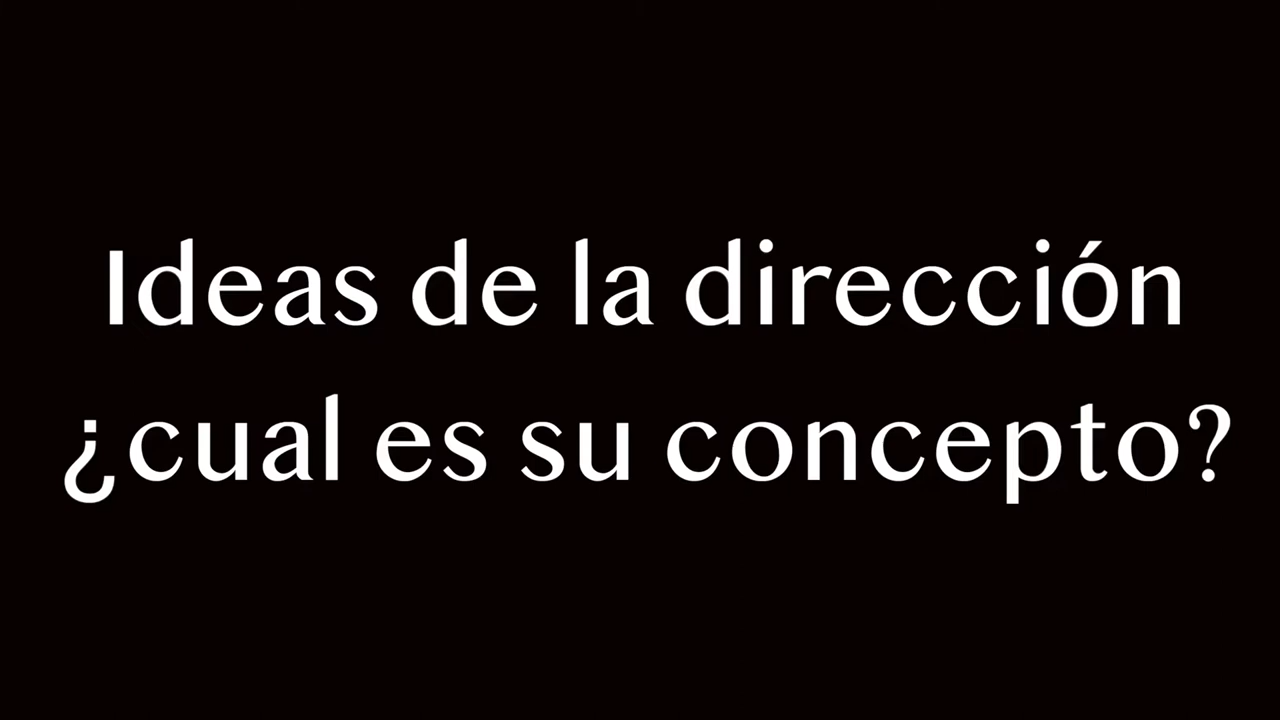 Ideas de la dirección
¿cual es su concepto?